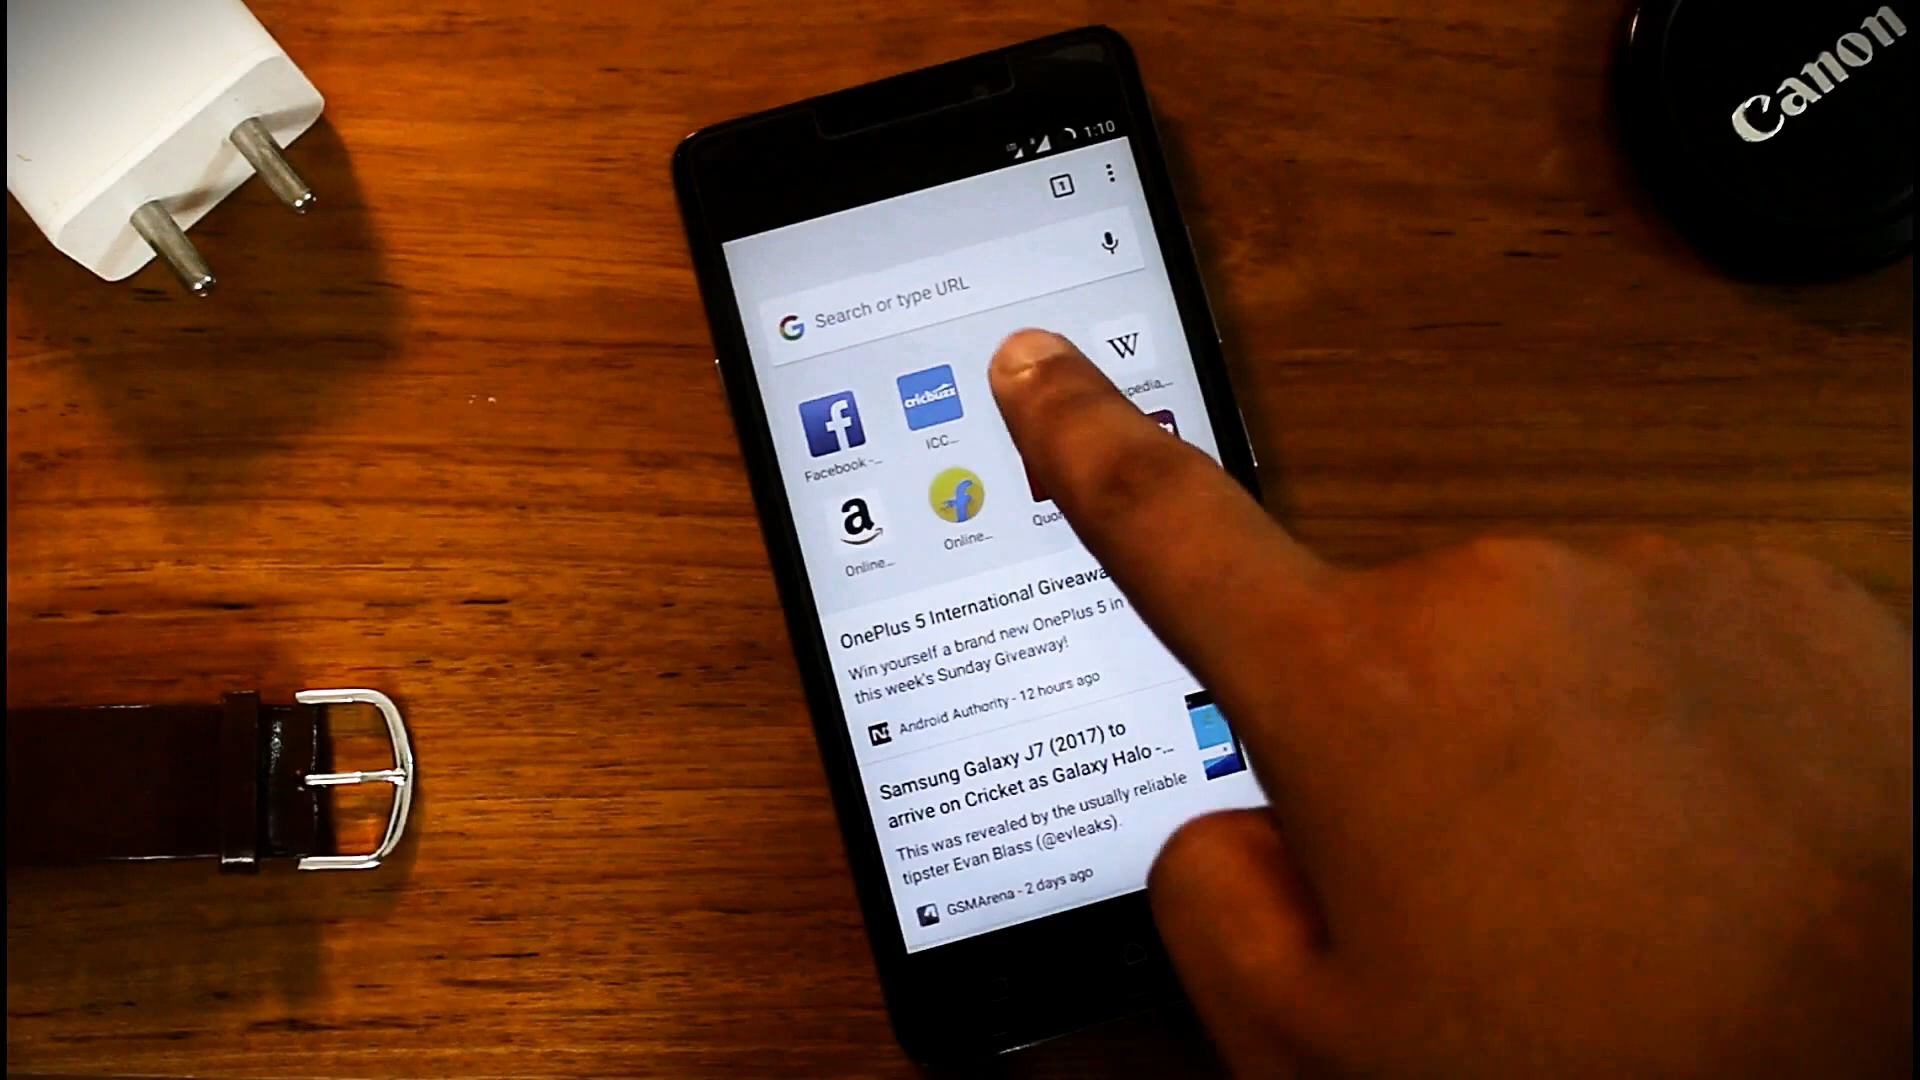 Canon
1:10
1
Search or type URL
G
W
cricbuzz
f
ipedia,...
ICC...
Facebook -...
a
f
Online...
Online...
OnePlus 5 International Giveawa
Win yourself a brand new OnePlus 5 in
this week's Sunday Giveaway!
Android Authority - 12 hours ago
Samsung Galaxy J7 (2017) to
arrive on Cricket as Galaxy Halo -...
This was revealed by the usually reliable
tipster Evan Blass (@evleaks).
GSMArena - 2 days ago